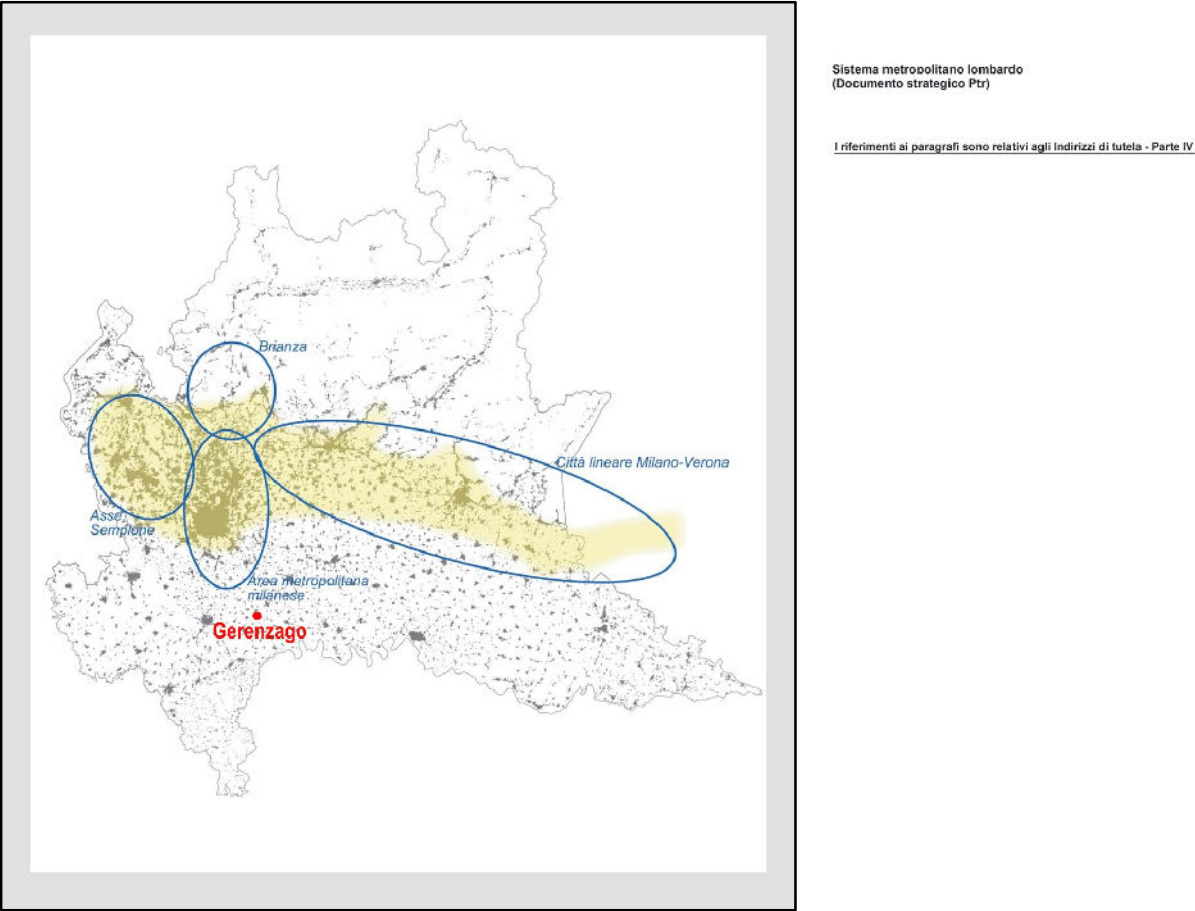 Sistema metropolitano lombardo
(Documento strategico Ptr)
I riferimenti ai paragrafi sono relativi agli Indirizzi di tutela - Parte IV
Brianza
Città lineare Milano-Verona
Asse
Sempione
Area metropolitana
milanese
Gerenzago